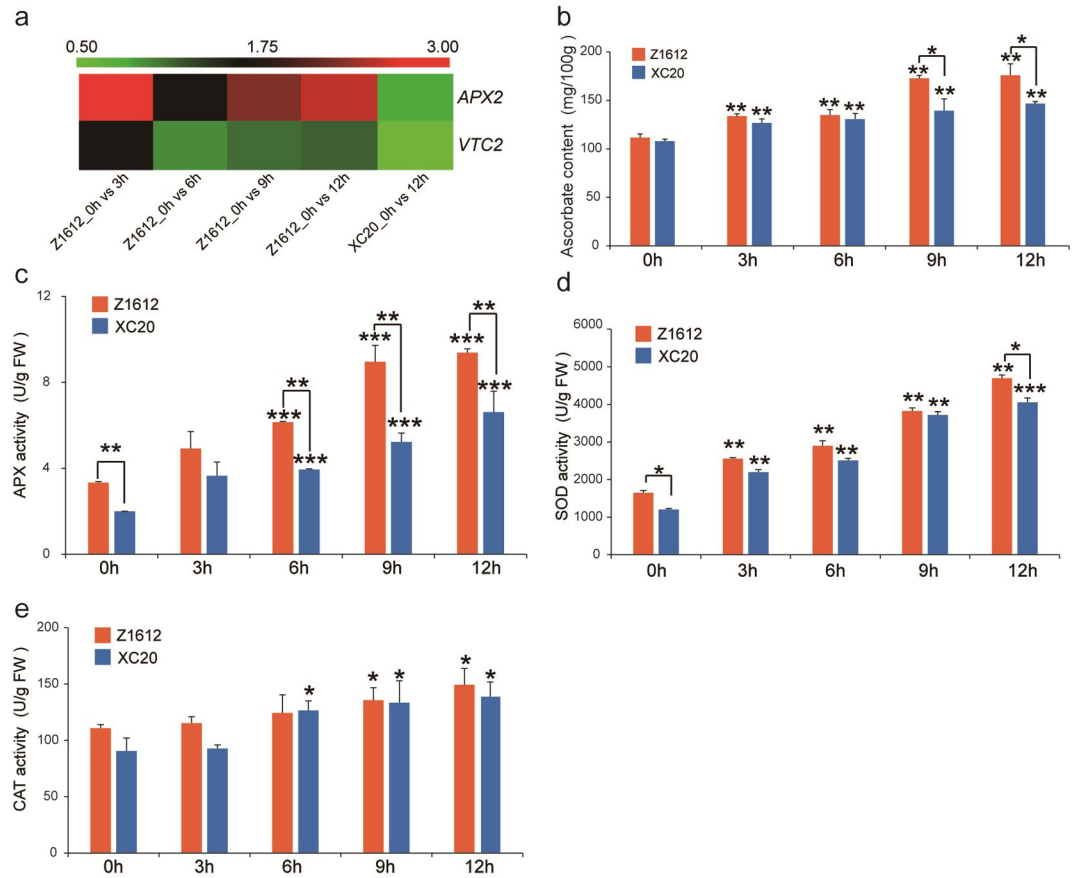 a
0.50 1.75 3.00
APX2
VTC2
Z1612_0h vs 3h
Z1612_0h vs 6h
Z1612_0h vs 9h
Z1612_0h vs 12h
XC20_0h vs 12h
b
Ascorbate content (mg/100g)
200
150
100
50
0
Z1612
XC20
** ** ** ** ** * ** ** * **
0h 3h 6h 9h 12h
c
APX activity (U/g FW)
12
8
4
0
Z1612
XC20
** *** ** *** *** ** *** *** ** ***
0h 3h 6h 9h 12h
d
SOD activity (U/g FW)
6000
5000
4000
3000
2000
1000
0
Z1612
XC20
* ** ** ** ** ** ** ** * ***
0h 3h 6h 9h 12h
e
CAT activity (U/g FW)
200
150
100
50
0
Z1612
XC20
* * * * *
0h 3h 6h 9h 12h